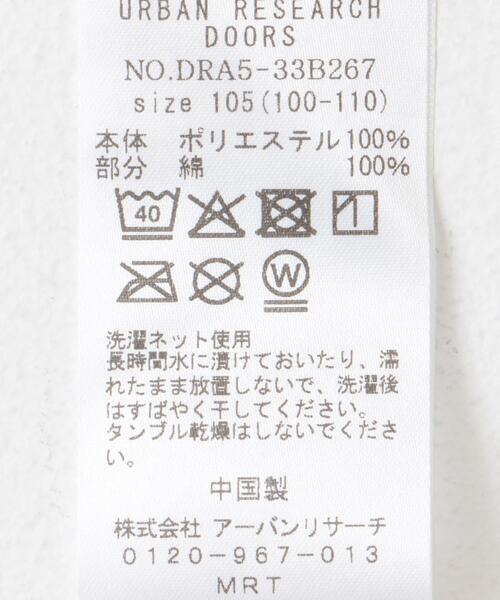 URBAN RESEARCH
DOORS
NO.DRA5-33B267
size 105(100-110)
本体 ポリエステル100%
部分 綿 100%
40
W
洗濯ネット使用
長時間水に漬けておいたり、濡
れたまま放置しないで、洗濯後
はすばやく干してください。
タンブル乾燥はしないでくださ
い。
中国製
株式会社 アーバンリサーチ
0120-967-013
MRT